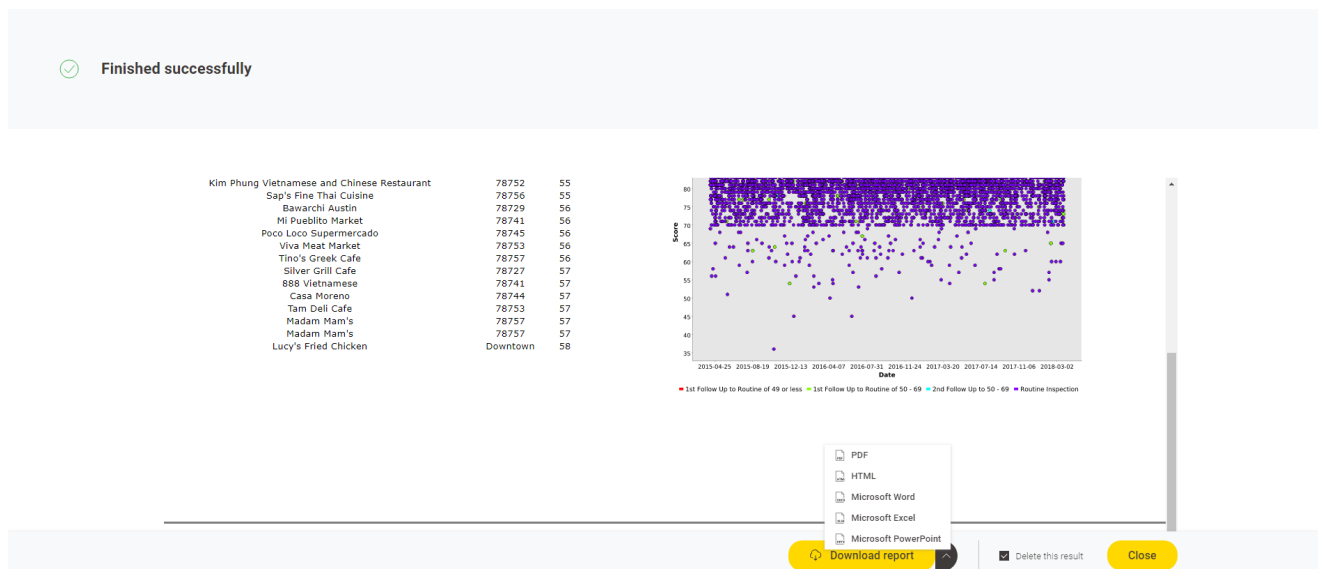 Finished successfully
Kim Phung Vietnamese and Chinese Restaurant 78752 55
Sap's Fine Thai Cuisine 78756 55
Bawarchi Austin 78729 56
Mi Pueblito Market 78741 56
Poco Loco Supermercado 78745 56
Viva Meat Market 78753 56
Tino's Greek Cafe 78757 56
Silver Grill Cafe 78727 57
888 Vietnamese 78741 57
Casa Moreno 78744 57
Tam Deli Cafe 78753 57
Madam Mam's 78757 57
Madam Mam's 78757 57
Lucy's Fried Chicken Downtown 58
80
75
70
65
60
55
50
45
40
35
Score
2015-04-25 2015-08-19 2015-12-13 2016-04-07 2016-07-31 2016-11-24 2017-03-20 2017-07-14 2017-11-06 2018-03-02
Date
1st Follow Up to Routine of 49 or less 1st Follow Up to Routine of 50 - 69 2nd Follow Up to 50 - 69 Routine Inspection
PDF
HTML
Microsoft Word
Microsoft Excel
Microsoft PowerPoint
Download report Delete this result Close